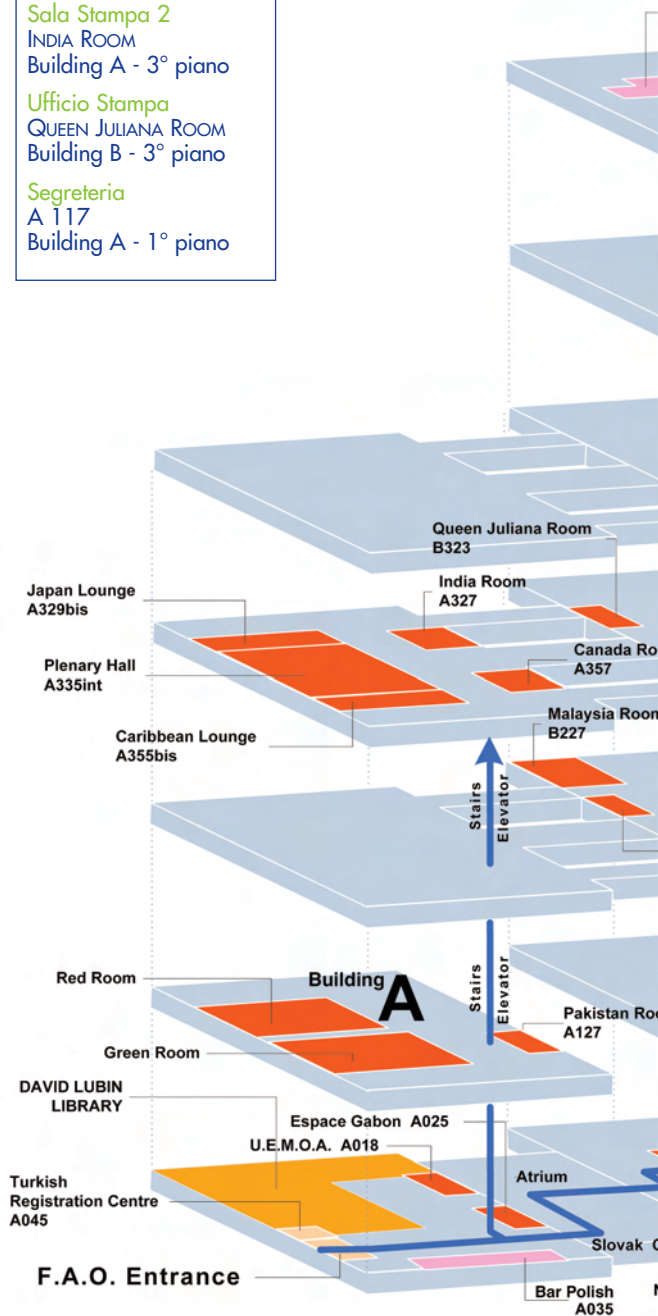 Sala Stampa 2
INDIA ROOM
Building A - 3° piano
Ufficio Stampa
QUEEN JULIANA ROOM
Building B - 3° piano
Segreteria
A 117
Building A - 1° piano
Queen Juliana Room
B323
India Room
A327
Japan Lounge
A329bis
Canada Ro
A357
Plenary Hall
A335int
Malaysia Room
B227
Caribbean Lounge
A355bis
Stairs
Elevator
Building A
Stairs
Elevator
Red Room
Pakistan Roo
A127
Green Room
DAVID LUBIN
LIBRARY
Espace Gabon A025
U.E.M.O.A. A018
Atrium
Turkish
Registration Centre
A045
Slovak
F.A.O. Entrance
Bar Polish
A035